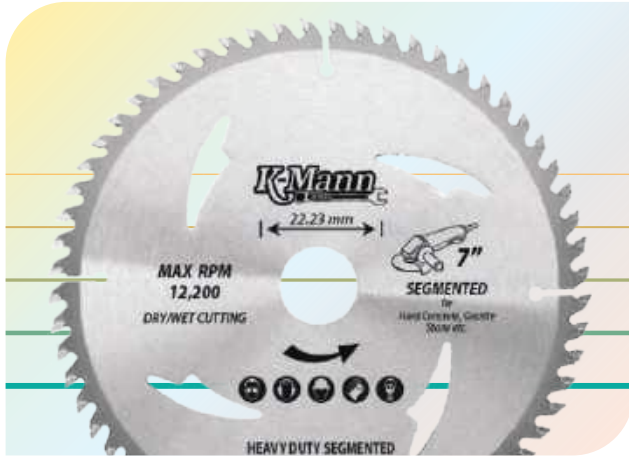 K-Mann
22.23 mm
7"
MAX RPM
12,200
DRY/WET CUTTING
SEGMENTED
for
Hard Concrete, Granite
Stone etc.
HEAVY DUTY SEGMENTED